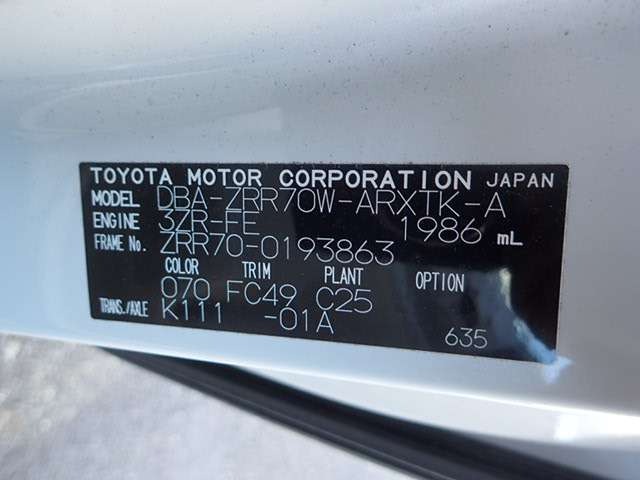 TOYOTA MOTOR CORPORATION JAPAN
MODEL DBA-ZRR70W-ARXTK-A
ENGINE 3ZR-FE 1986 mL
FRAME No. ZRR70-0193863
COLOR TRIM PLANT OPTION
070 FC49 C25
TRANS./AXLE K111 -01A
635